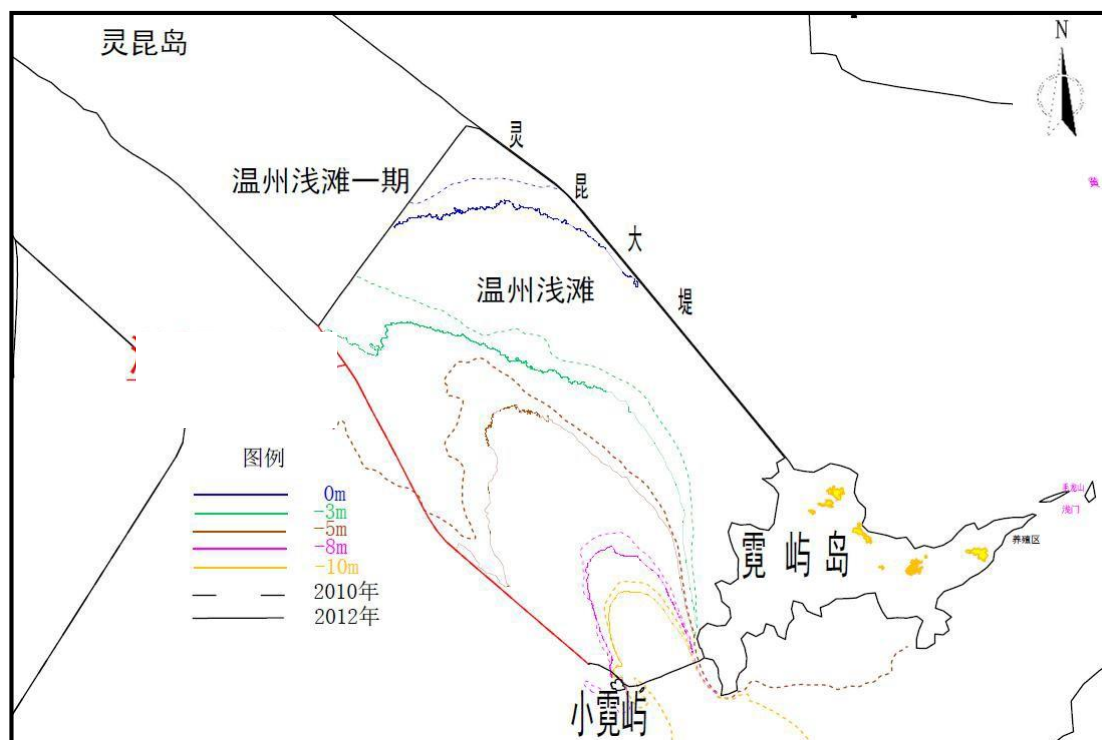 灵昆岛
N
灵
昆
大
堤
温州浅滩一期
温州浅滩
图例
0m
-3m
-5m
-8m
-10m
2010年
2012年
霓屿岛
养殖区
小霓屿